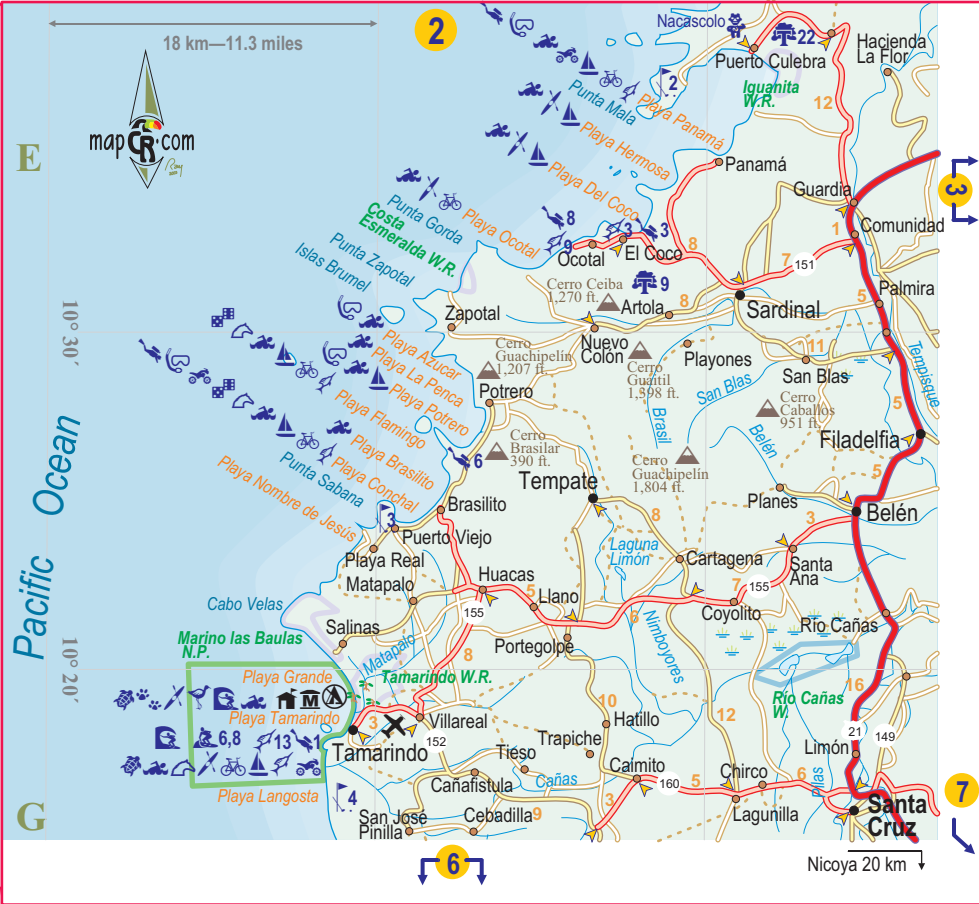 2
18 km—11.3 miles
mapCR.com
E
G
3
7
6
Nacascolo
22
Puerto Culebra
Hacienda
La Flor
2
Iguanita
W.R.
12
Punta Mala
Playa Panamá
Playa Hermosa
Panamá
Playa Del Coco
Guardia
Comunidad
Punta Gorda
Costa
Esmeralda W.R.
Playa Ocotal
8
9
3
3
Ocotal
El Coco
8
1
7
151
Punta Zapotal
Islas Brumel
Cerro Ceiba
1,270 ft.
9
Artola
8
Sardinal
Palmira
5
10° 30´
Zapotal
Nuevo
Colón
Playones
11
San Blas
Tempisque
Playa Azucar
Playa La Penca
Playa Potrero
Playa Flamingo
Playa Brasilito
Playa Conchal
Punta Sabana
Playa Nombre de Jesús
Cerro
Guachipelín
1,207 ft.
Cerro
Guaitil
1,398 ft.
San Blas
Brasil
5
Potrero
Cerro
Caballos
951 ft.
Filadelfia
Cerro
Brasilar
390 ft.
6
Cerro
Guachipelín
1,804 ft.
Belén
5
Tempate
Planes
Belén
Pacific Ocean
Brasilito
3
Puerto Viejo
8
3
Playa Real
Laguna
Limón
Cartagena
Santa
Ana
Matapalo
Huacas
5
Llano
7
155
Coyolito
Cabo Velas
155
6
Río Cañas
Salinas
Portegolpe
Nimboyores
Marino las Baulas
N.P.
Matapalo
8
10° 20´
Playa Grande
Tamarindo W.R.
16
Playa Tamarindo
3
Villareal
10
Hatillo
12
Río Cañas
W.
6,8
13
1
Tamarindo
152
Trapiche
21
149
Tieso
Limón
Cañas
Caimito
160
5
Chirco
6
Pilas
Cañafistula
Playa Langosta
4
Lagunilla
Santa
Cruz
San José
Pinilla
Cebadilla
9
3
Nicoya 20 km